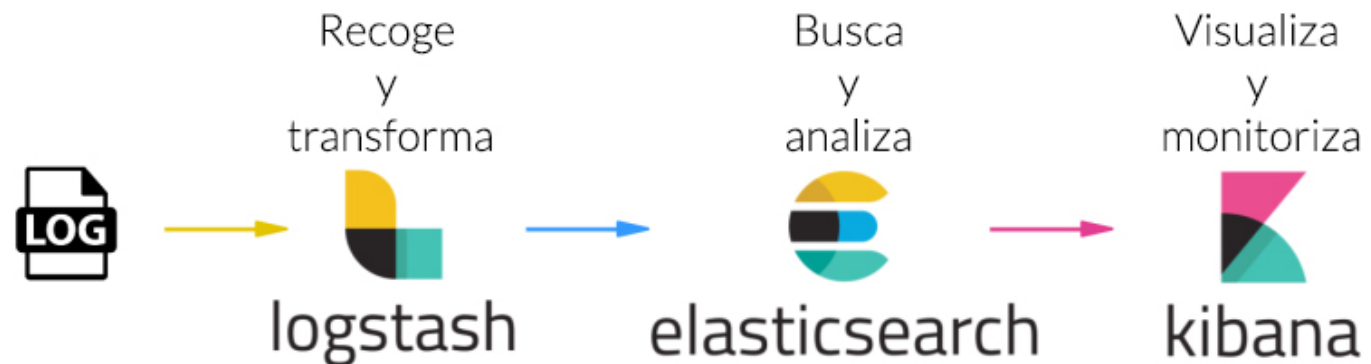 Recoge
y
transforma
Busca
y
analiza
Visualiza
y
monitoriza
LOG
logstash
elasticsearch
kibana